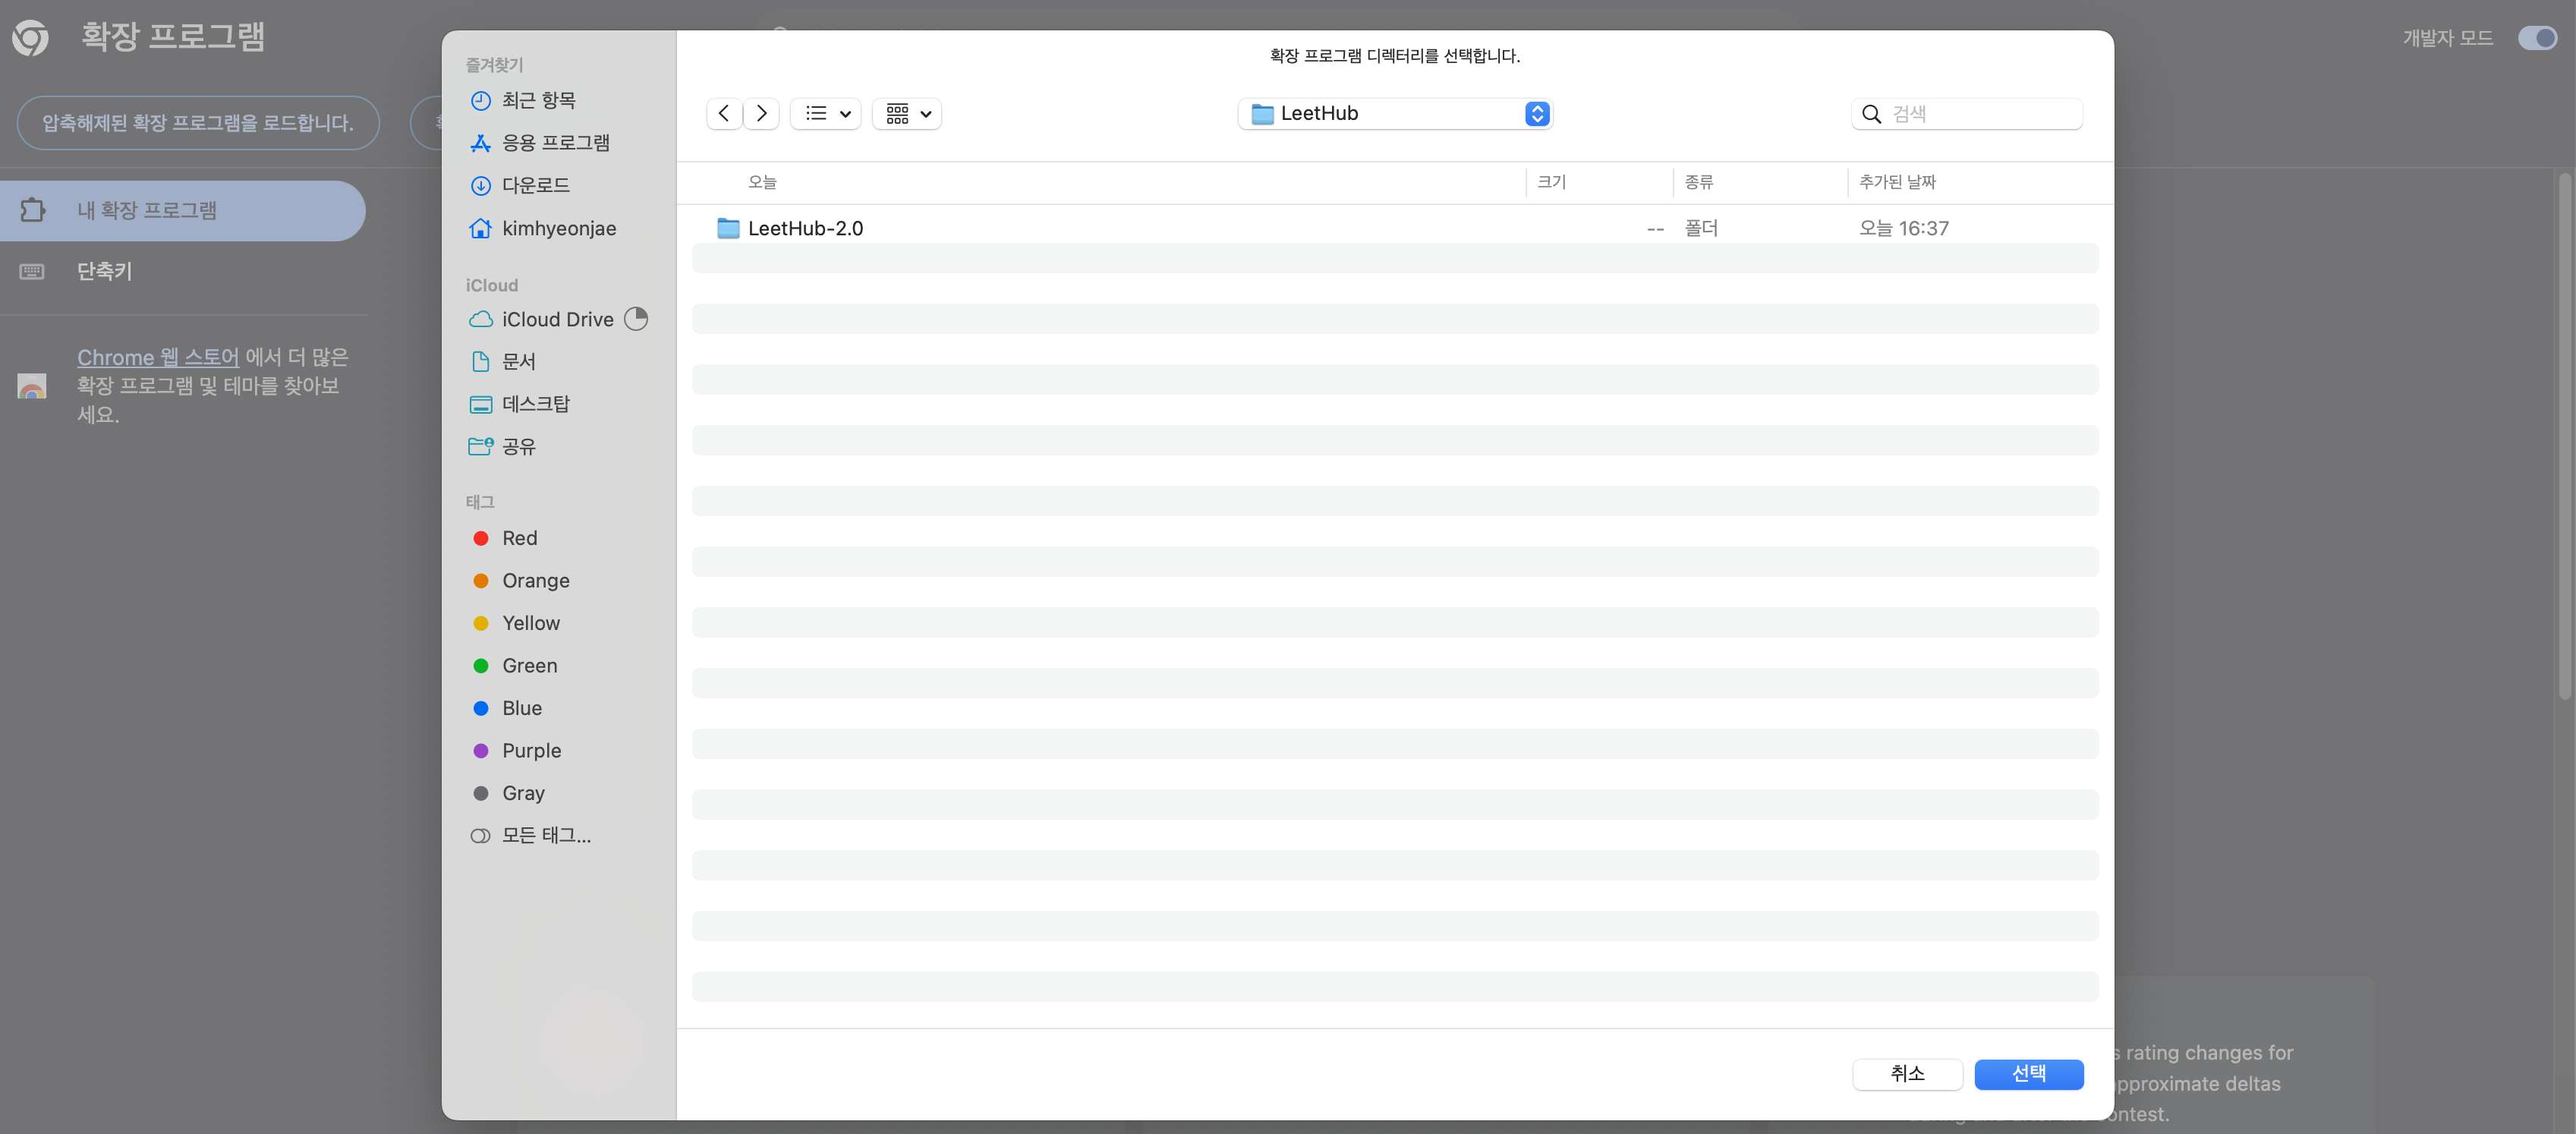 확장 프로그램
개발자 모드
압축해제된 확장 프로그램을 로드합니다.
내 확장 프로그램
단축키
Chrome 웹 스토어 에서 더 많은
확장 프로그램 및 테마를 찾아보
세요.
즐겨찾기
최근 항목
응용 프로그램
다운로드
kimhyeonjae
iCloud
iCloud Drive
문서
데스크탑
공유
태그
Red
Orange
Yellow
Green
Blue
Purple
Gray
모든 태그...
확장 프로그램 디렉터리를 선택합니다.
LeetHub
검색
오늘 크기 종류 추가된 날짜
LeetHub-2.0 -- 폴더 오늘 16:37
취소 선택
rating changes for
approximate deltas
contest.